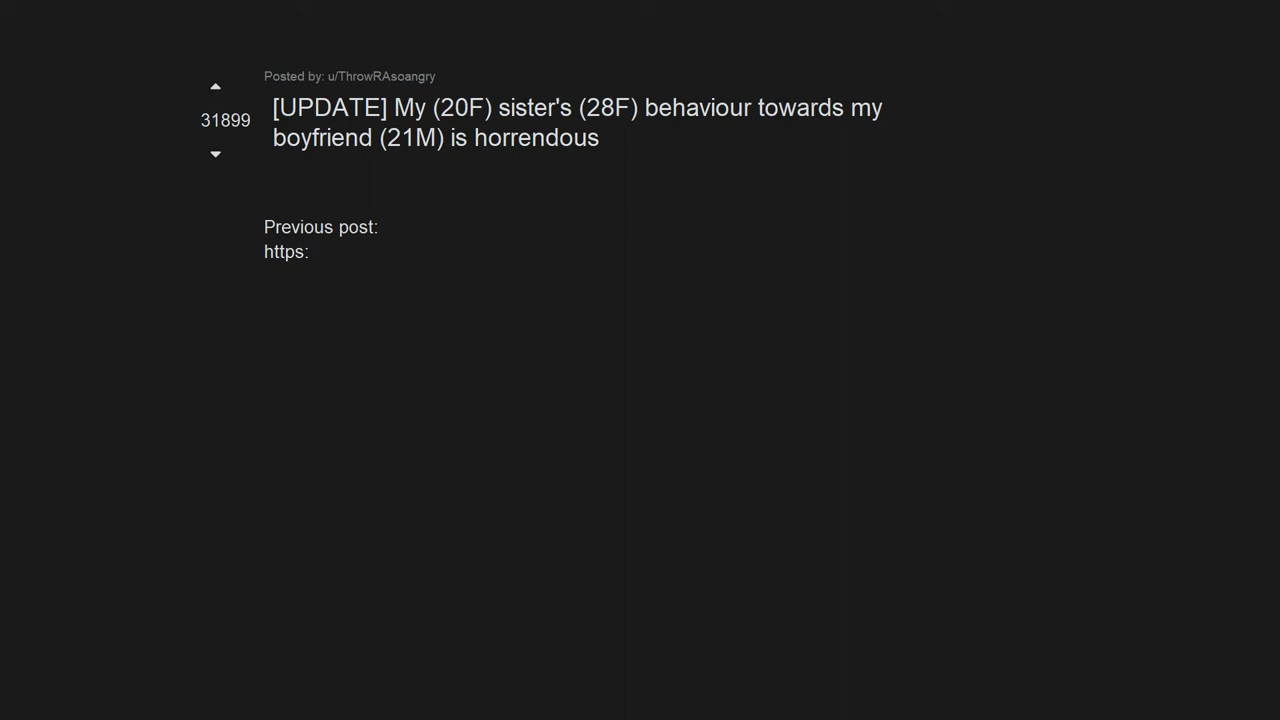 Posted by: u/ThrowRAsoangry
[UPDATE] My (20F) sister's (28F) behaviour towards my
31899
boyfriend (21M) is horrendous
Previous post:
https: